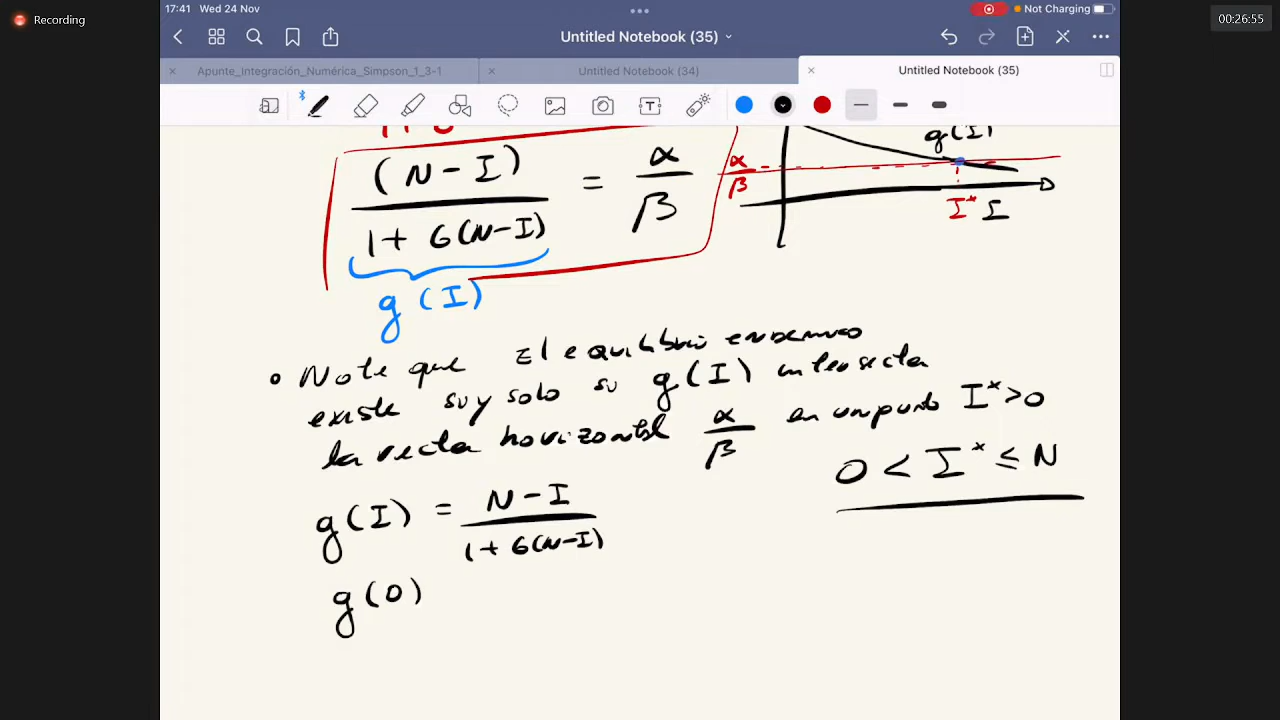 Recording
17:41 Wed 24 Nov
Not Charging
00:26:55
Untitled Notebook (35)
Apunte_Integración_Numérica_Simpson_1_3-1
Untitled Notebook (34)
Untitled Notebook (35)
g(I)
(N-I) / 1+6(N-I) = α/β
α/β
I* I
g(I)
• Note que El equilibrio endemico
existe si y solo si g(I) intersecta
la recta horizontal α/β en un punto I*>0
0 < I* ≤ N
g(I) = N-I / 1+6(N-I)
g(0)